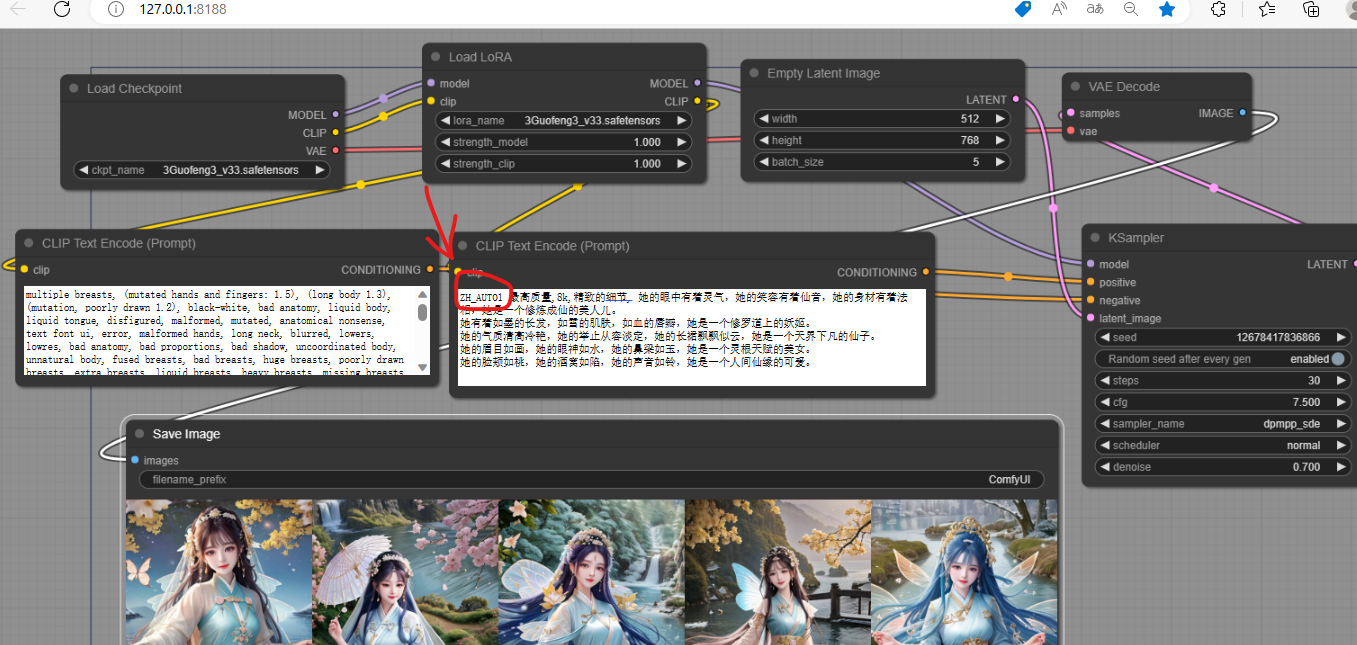 127.0.0.1:8188
Load Checkpoint
MODEL
CLIP
VAE
ckpt_name 3Guofeng3_v33.safetensors
Load LoRA
model MODEL
clip CLIP
lora_name 3Guofeng3_v33.safetensors
strength_model 1.000
strength_clip 1.000
Empty Latent Image
LATENT
width 512
height 768
batch_size 5
VAE Decode
samples IMAGE
vae
CLIP Text Encode (Prompt)
clip CONDITIONING
multiple breasts, (mutated hands and fingers: 1.5), (long body 1.3),
(mutation, poorly drawn 1.2), black-white, bad anatomy, liquid body,
liquid tongue, disfigured, malformed, mutated, anatomical nonsense,
text font ui, error, malformed hands, long neck, blurred, lowers,
lowres, bad anatomy, bad proportions, bad shadow, uncoordinated body,
unnatural body, fused breasts, bad breasts, huge breasts, poorly drawn
breasts, extra breasts, liquid breasts, heavy breasts, missing breasts
CLIP Text Encode (Prompt)
clip CONDITIONING
ZH_AUTO1 最高质量,8k,精致的细节, 她的眼中有着灵气，她的笑容有着仙音，她的身材有着法
相，她是一个修炼成仙的美人儿。
她有着如墨的长发，如雪的肌肤，如血的唇瓣，她是一个修罗道上的妖姬。
她的气质清高冷艳，她的举止从容淡定，她的长裙飘飘似云，她是一个天界下凡的仙子。
她的眉目如画，她的眼神如水，她的鼻梁如玉，她是一个灵根天赋的美女。
她的脸颊如桃，她的酒窝如陷，她的声音如铃，她是一个人间仙缘的可爱。
KSampler
model LATENT
positive
negative
latent_image
seed 12678417836866
Random seed after every gen enabled
steps 30
cfg 7.500
sampler_name dpmpp_sde
scheduler normal
denoise 0.700
Save Image
images
filename_prefix ComfyUI